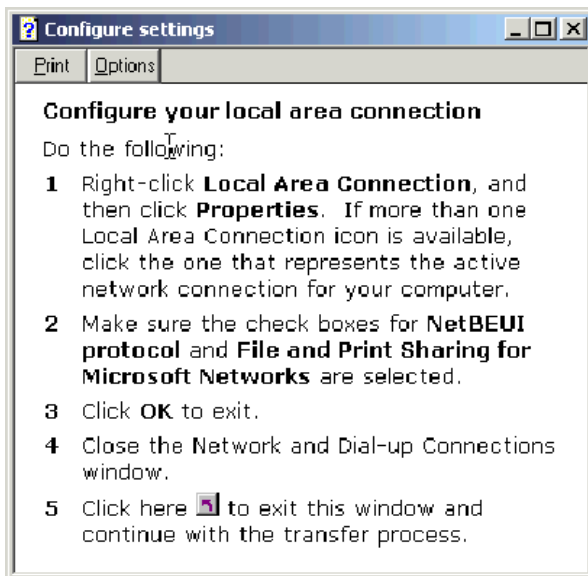 Configure settings
Print Options
Configure your local area connection
Do the following:
1 Right-click Local Area Connection, and
then click Properties. If more than one
Local Area Connection icon is available,
click the one that represents the active
network connection for your computer.
2 Make sure the check boxes for NetBEUI
protocol and File and Print Sharing for
Microsoft Networks are selected.
3 Click OK to exit.
4 Close the Network and Dial-up Connections
window.
5 Click here to exit this window and
continue with the transfer process.